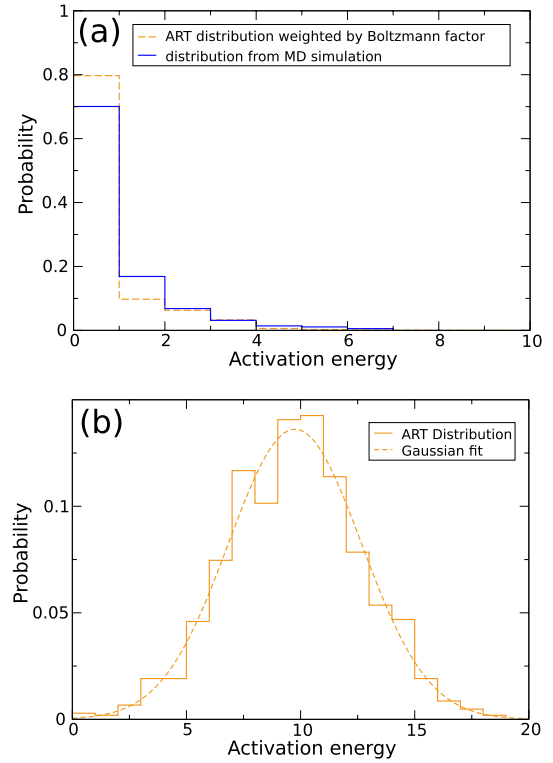 (a)
ART distribution weighted by Boltzmann factor
distribution from MD simulation
Probability
1
0.8
0.6
0.4
0.2
0
0 2 4 6 8 10
Activation energy
(b)
ART Distribution
Gaussian fit
Probability
0.1
0.05
0
0 5 10 15 20
Activation energy